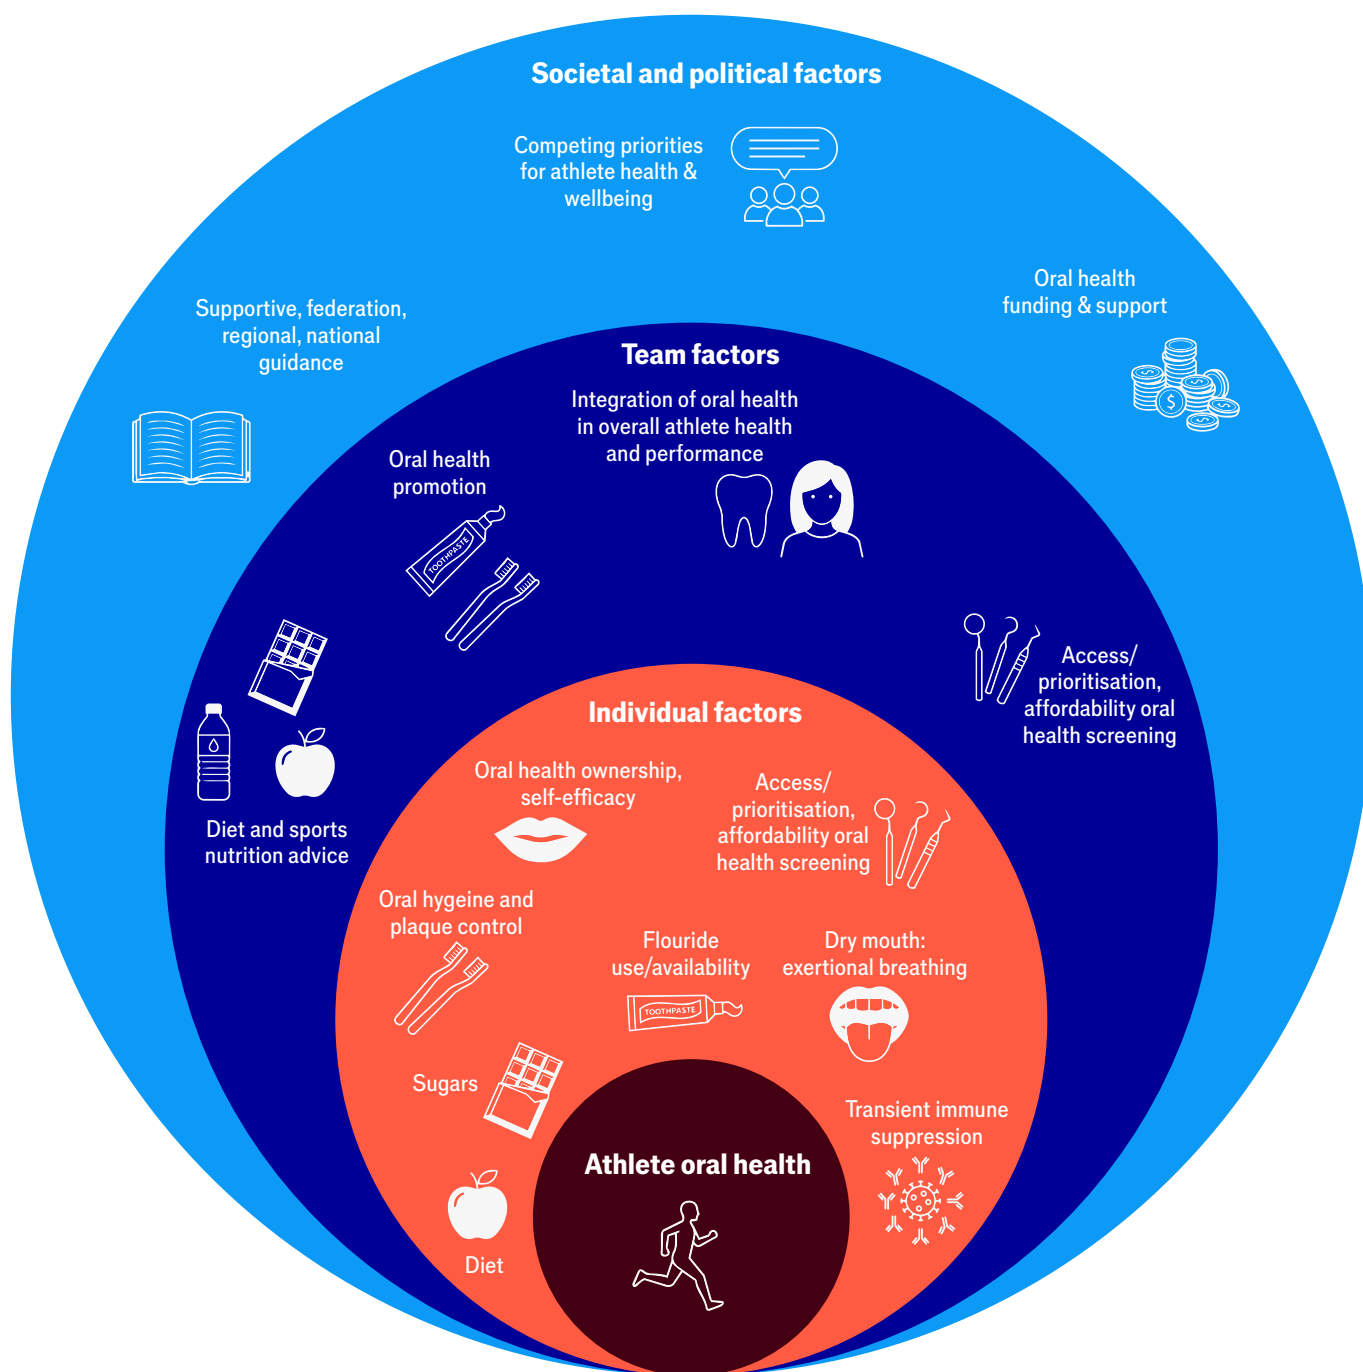 Societal and political factors
Competing priorities
for athlete health &
wellbeing
Oral health
funding & support
Supportive, federation,
regional, national
guidance
$
Team factors
Integration of oral health
in overall athlete health
and performance
Oral health
promotion
TOOTHPASTE
Access/
prioritisation,
affordability oral
health screening
Diet and sports
nutrition advice
Individual factors
Oral health ownership,
self-efficacy
Access/
prioritisation,
affordability oral
health screening
Oral hygeine and
plaque control
Flouride
use/availability
TOOTHPASTE
Dry mouth:
exertional breathing
Sugars
Transient immune
suppression
Diet
Athlete oral health